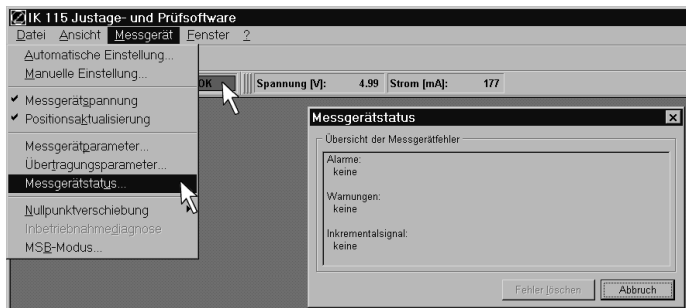 IK 115 Justage- und Prüfsoftware
Datei Ansicht Messgerät Fenster ?
Automatische Einstellung...
Manuelle Einstellung...
OK Spannung [V]: 4.99 Strom [mA]: 177
Messgerätspannung
Positionsaktualisierung
Messgerätparameter...
Übertragungsparameter...
Messgerätstatus...
Nullpunktverschiebung
Inbetriebnahmediagnose
MSB-Modus...
Messgerätstatus
Übersicht der Messgerätfehler
Alarme:
keine
Warnungen:
keine
Inkrementalsignal:
keine
Fehler löschen Abbruch